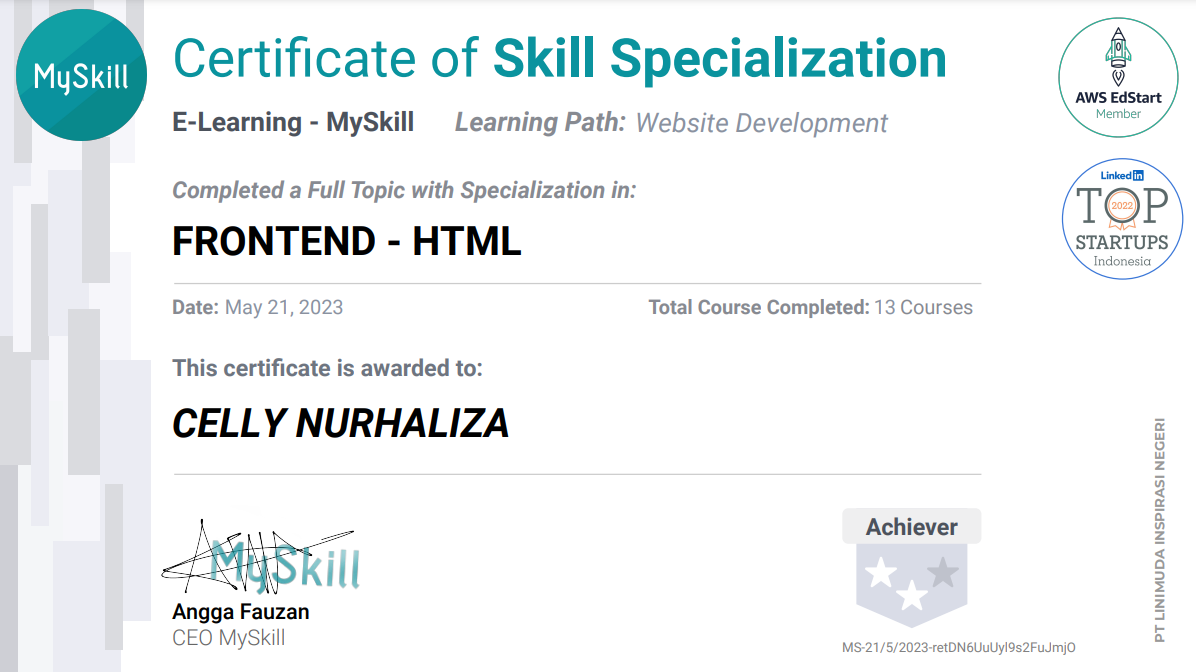 MySkill
Certificate of Skill Specialization
E-Learning - MySkill Learning Path: Website Development
Completed a Full Topic with Specialization in:
FRONTEND - HTML
Date: May 21, 2023 Total Course Completed: 13 Courses
This certificate is awarded to:
CELLY NURHALIZA
MySkill
Angga Fauzan
CEO MySkill
Achiever
MS-21/5/2023-retDN6UuUyl9s2FuJmjO
AWS EdStart
Member
Linked in
TOP
2022
STARTUPS
Indonesia
PT LINIMUDA INSPIRASI NEGERI